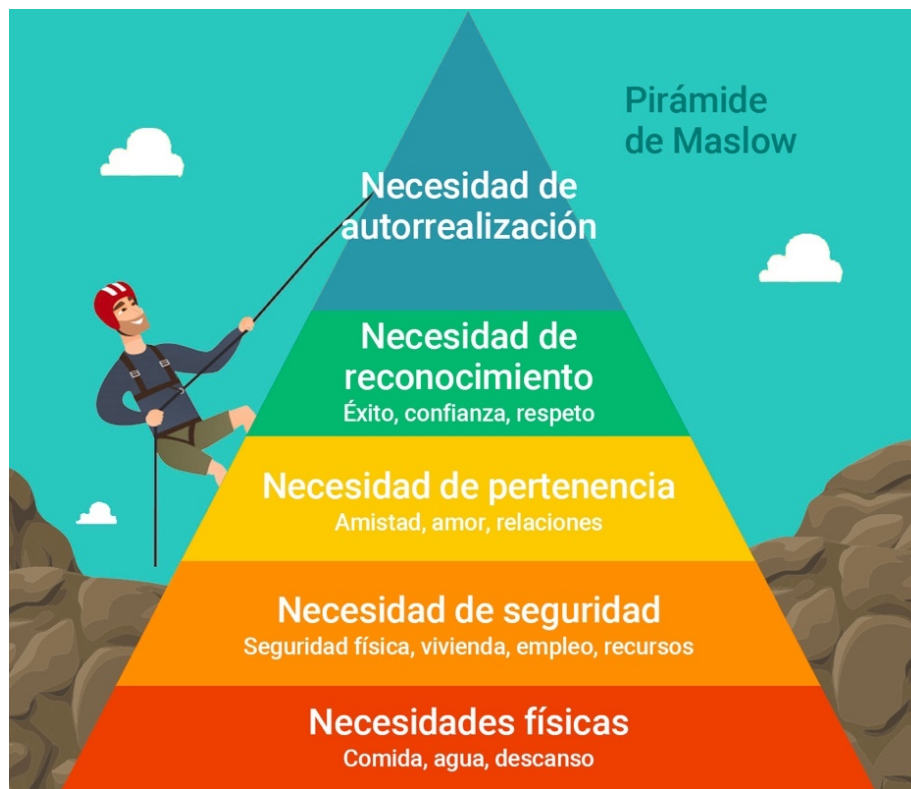 Pirámide
de Maslow
Necesidad de
autorrealización
Necesidad de
reconocimiento
Éxito, confianza, respeto
Necesidad de pertenencia
Amistad, amor, relaciones
Necesidad de seguridad
Seguridad física, vivienda, empleo, recursos
Necesidades físicas
Comida, agua, descanso